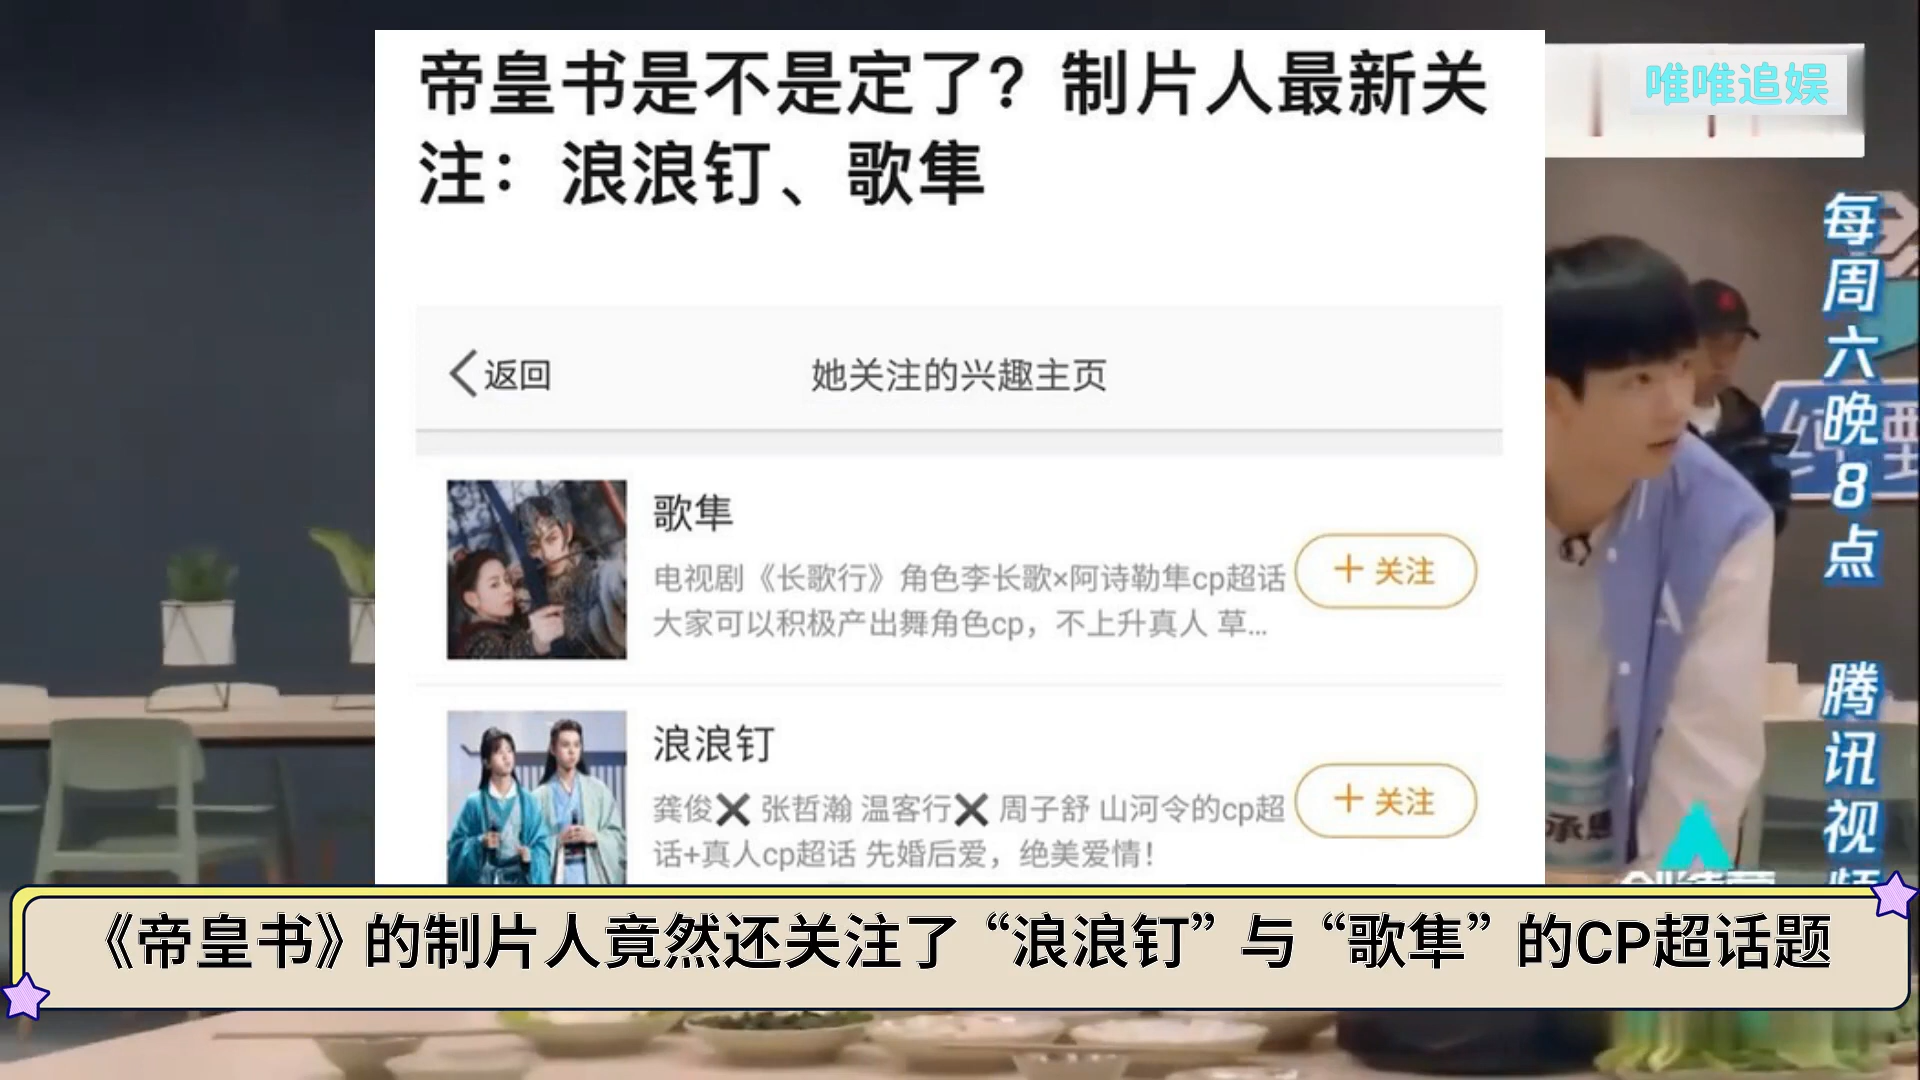 帝皇书是不是定了？制片人最新关
注：浪浪钉、歌隼
唯唯追娱
返回
她关注的兴趣主页
歌隼
电视剧《长歌行》角色李长歌×阿诗勒隼cp超话
大家可以积极产出舞角色cp，不上升真人 草...
+ 关注
浪浪钉
龚俊❌ 张哲瀚 温客行❌ 周子舒 山河令的cp超
话+真人cp超话 先婚后爱，绝美爱情！
+ 关注
每周六晚8点 腾讯视频
《帝皇书》的制片人竟然还关注了“浪浪钉”与“歌隼”的CP超话题